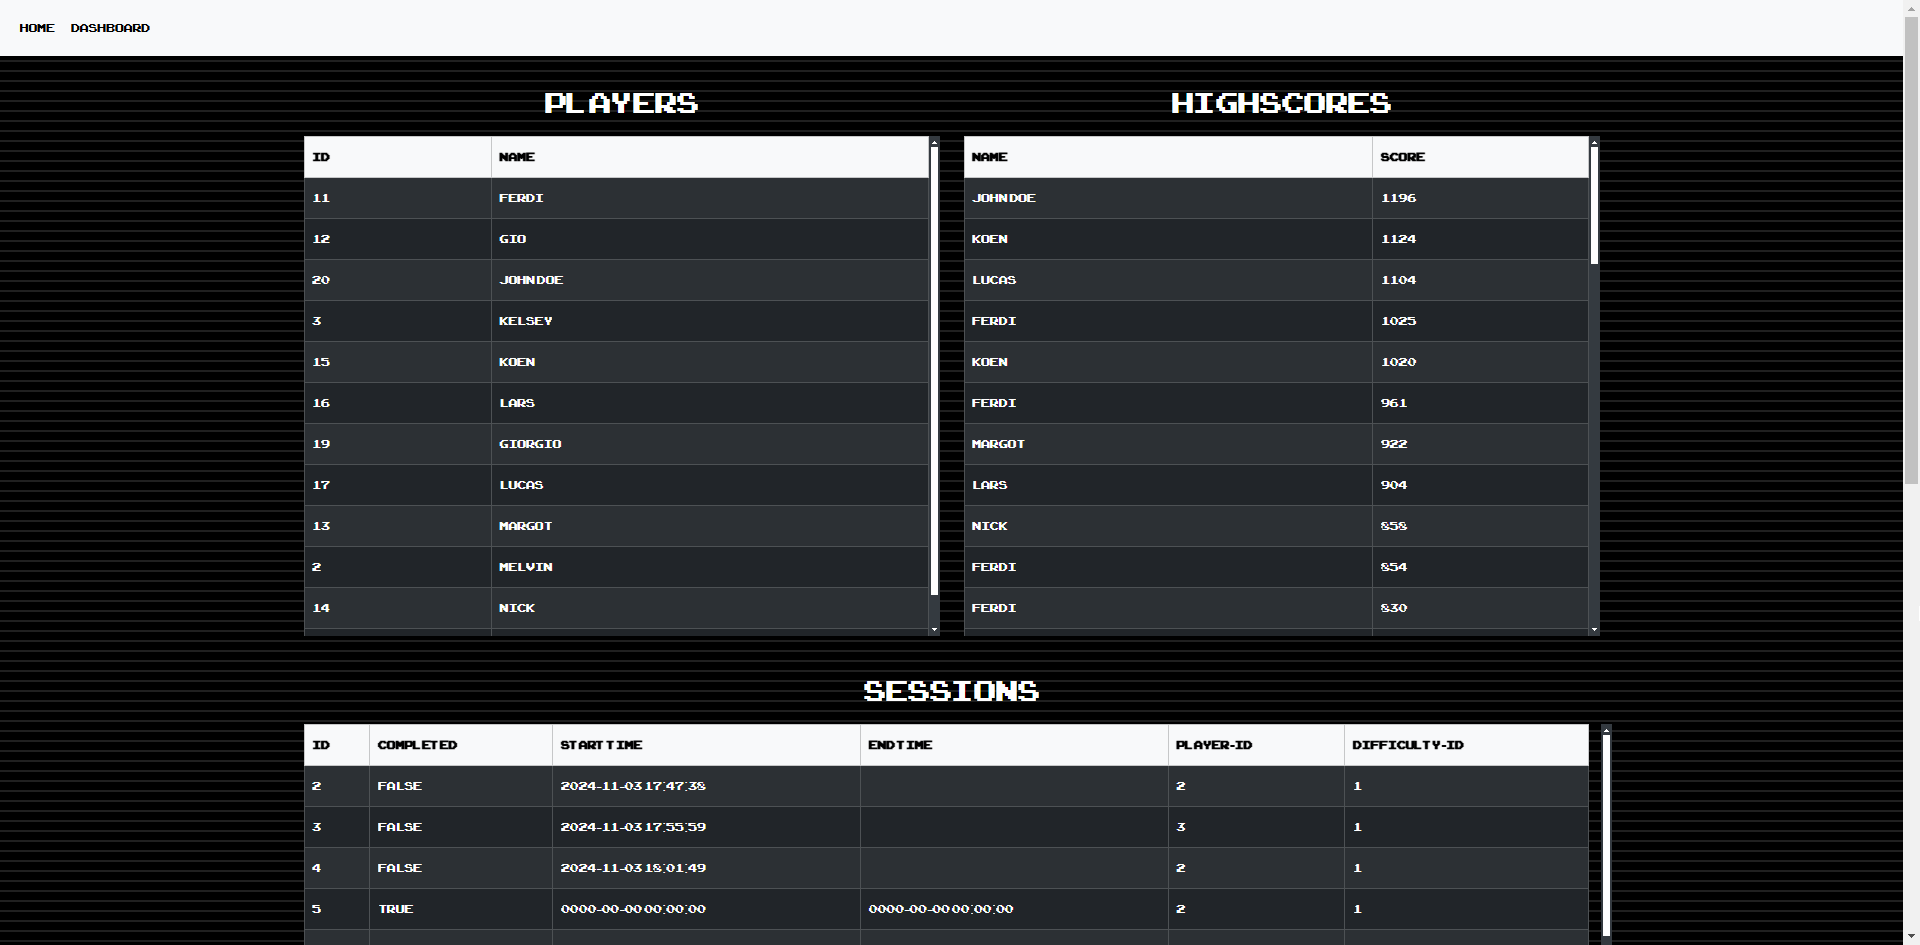 HOME DASHBOARD
PLAYERS
ID NAME
11 FERDI
12 GIO
20 JOHNDOE
3 KELSEY
15 KOEN
16 LARS
19 GIORGIO
17 LUCAS
13 MARGOT
2 MELVIN
14 NICK
HIGHSCORES
NAME SCORE
JOHNDOE 1196
KOEN 1124
LUCAS 1104
FERDI 1025
KOEN 1020
FERDI 961
MARGOT 922
LARS 904
NICK 858
FERDI 854
FERDI 830
SESSIONS
ID COMPLETED STARTTIME ENDTIME PLAYER-ID DIFFICULTY-ID
2 FALSE 2024-11-03 17:47:38 2 1
3 FALSE 2024-11-03 17:55:59 3 1
4 FALSE 2024-11-03 18:01:49 2 1
5 TRUE 0000-00-00 00:00:00 0000-00-00 00:00:00 2 1